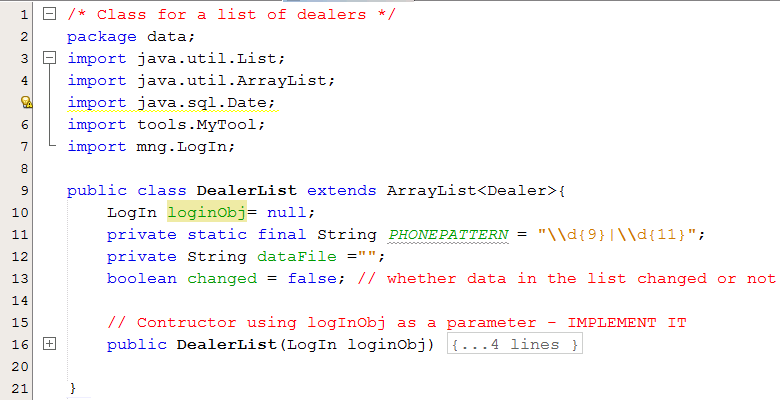 1 /* Class for a list of dealers */
2 package data;
3 import java.util.List;
4 import java.util.ArrayList;
import java.sql.Date;
6 import tools.MyTool;
7 import mng.LogIn;
8
9 public class DealerList extends ArrayList<Dealer>{
10 LogIn loginObj= null;
11 private static final String PHONEPATTERN = "\\d{9}|\\d{11}";
12 private String dataFile ="";
13 boolean changed = false; // whether data in the list changed or not
14
15 // Contructor using logInObj as a parameter - IMPLEMENT IT
16 public DealerList(LogIn loginObj) {...4 lines }
20
21 }